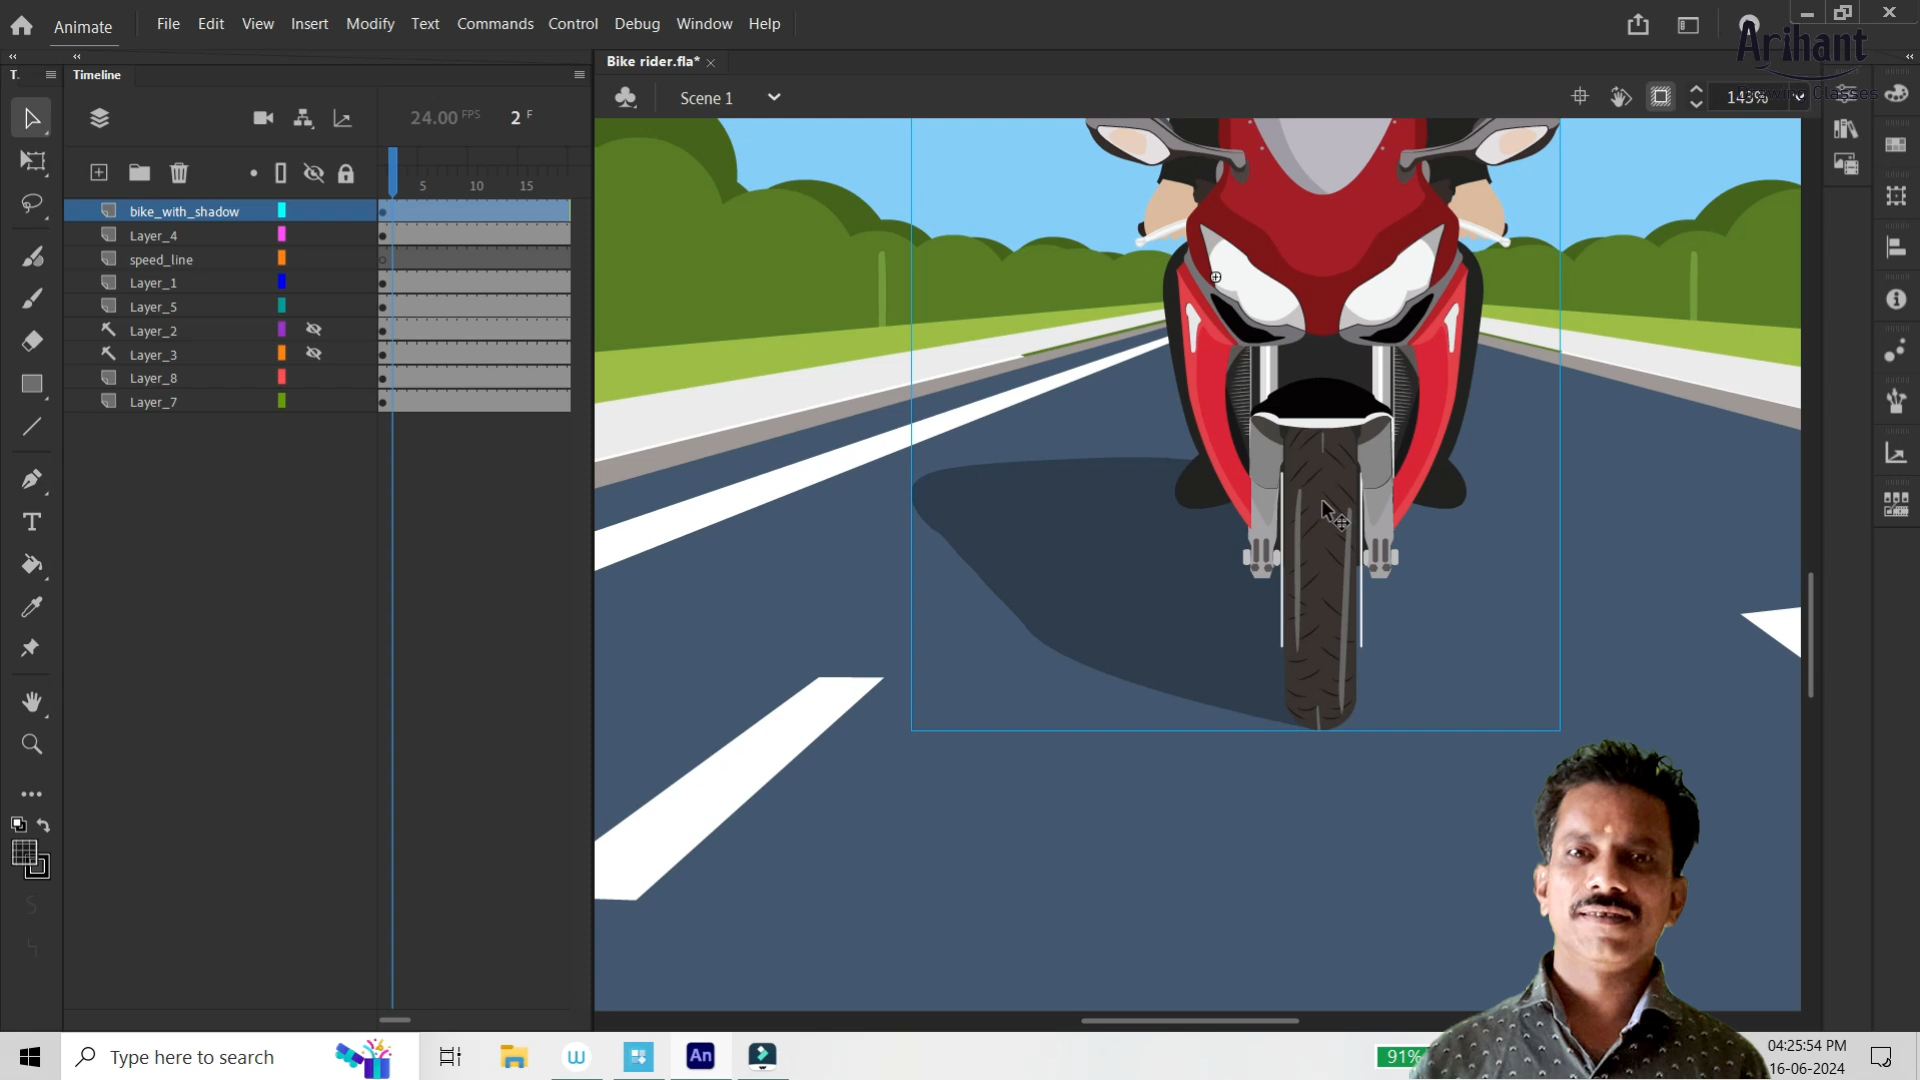 Animate
File Edit View Insert Modify Text Commands Control Debug Window Help
Arihant
T.
Timeline
Bike rider.fla*
Scene 1
143%
24.00 FPS
2 F
5 10 15
bike_with_shadow
Layer_4
speed_line
Layer_1
Layer_5
Layer_2
Layer_3
Layer_8
Layer_7
Type here to search
An
91%
04:25:54 PM
16-06-2024